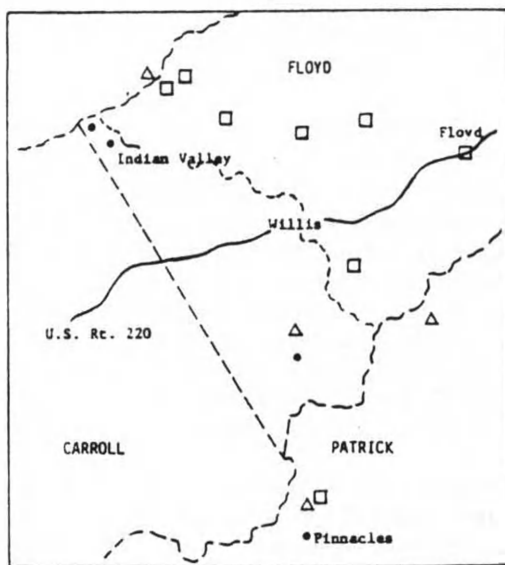 FLOYD
Floyd
Indian Valley
Willis
U.S. Rt. 220
CARROLL
PATRICK
Pinnacles